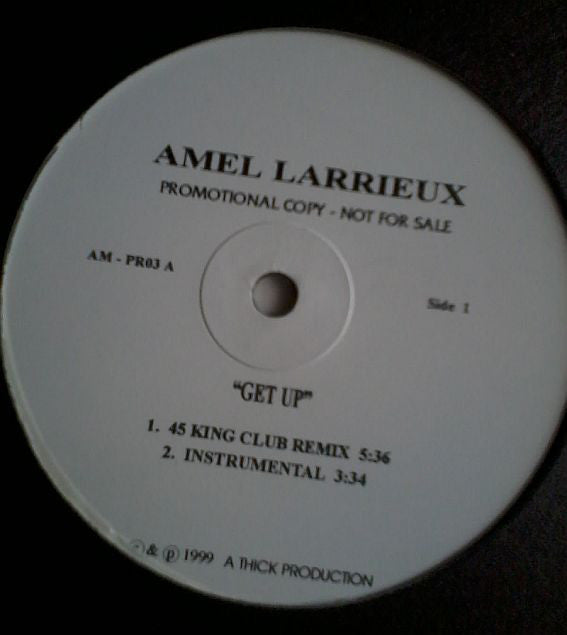 AMEL LARRIEUX
PROMOTIONAL COPY - NOT FOR SALE
AM - PR03 A
Side 1
"GET UP"
1. 45 KING CLUB REMIX 5:36
2. INSTRUMENTAL 3:34
© & ℗ 1999 A THICK PRODUCTION